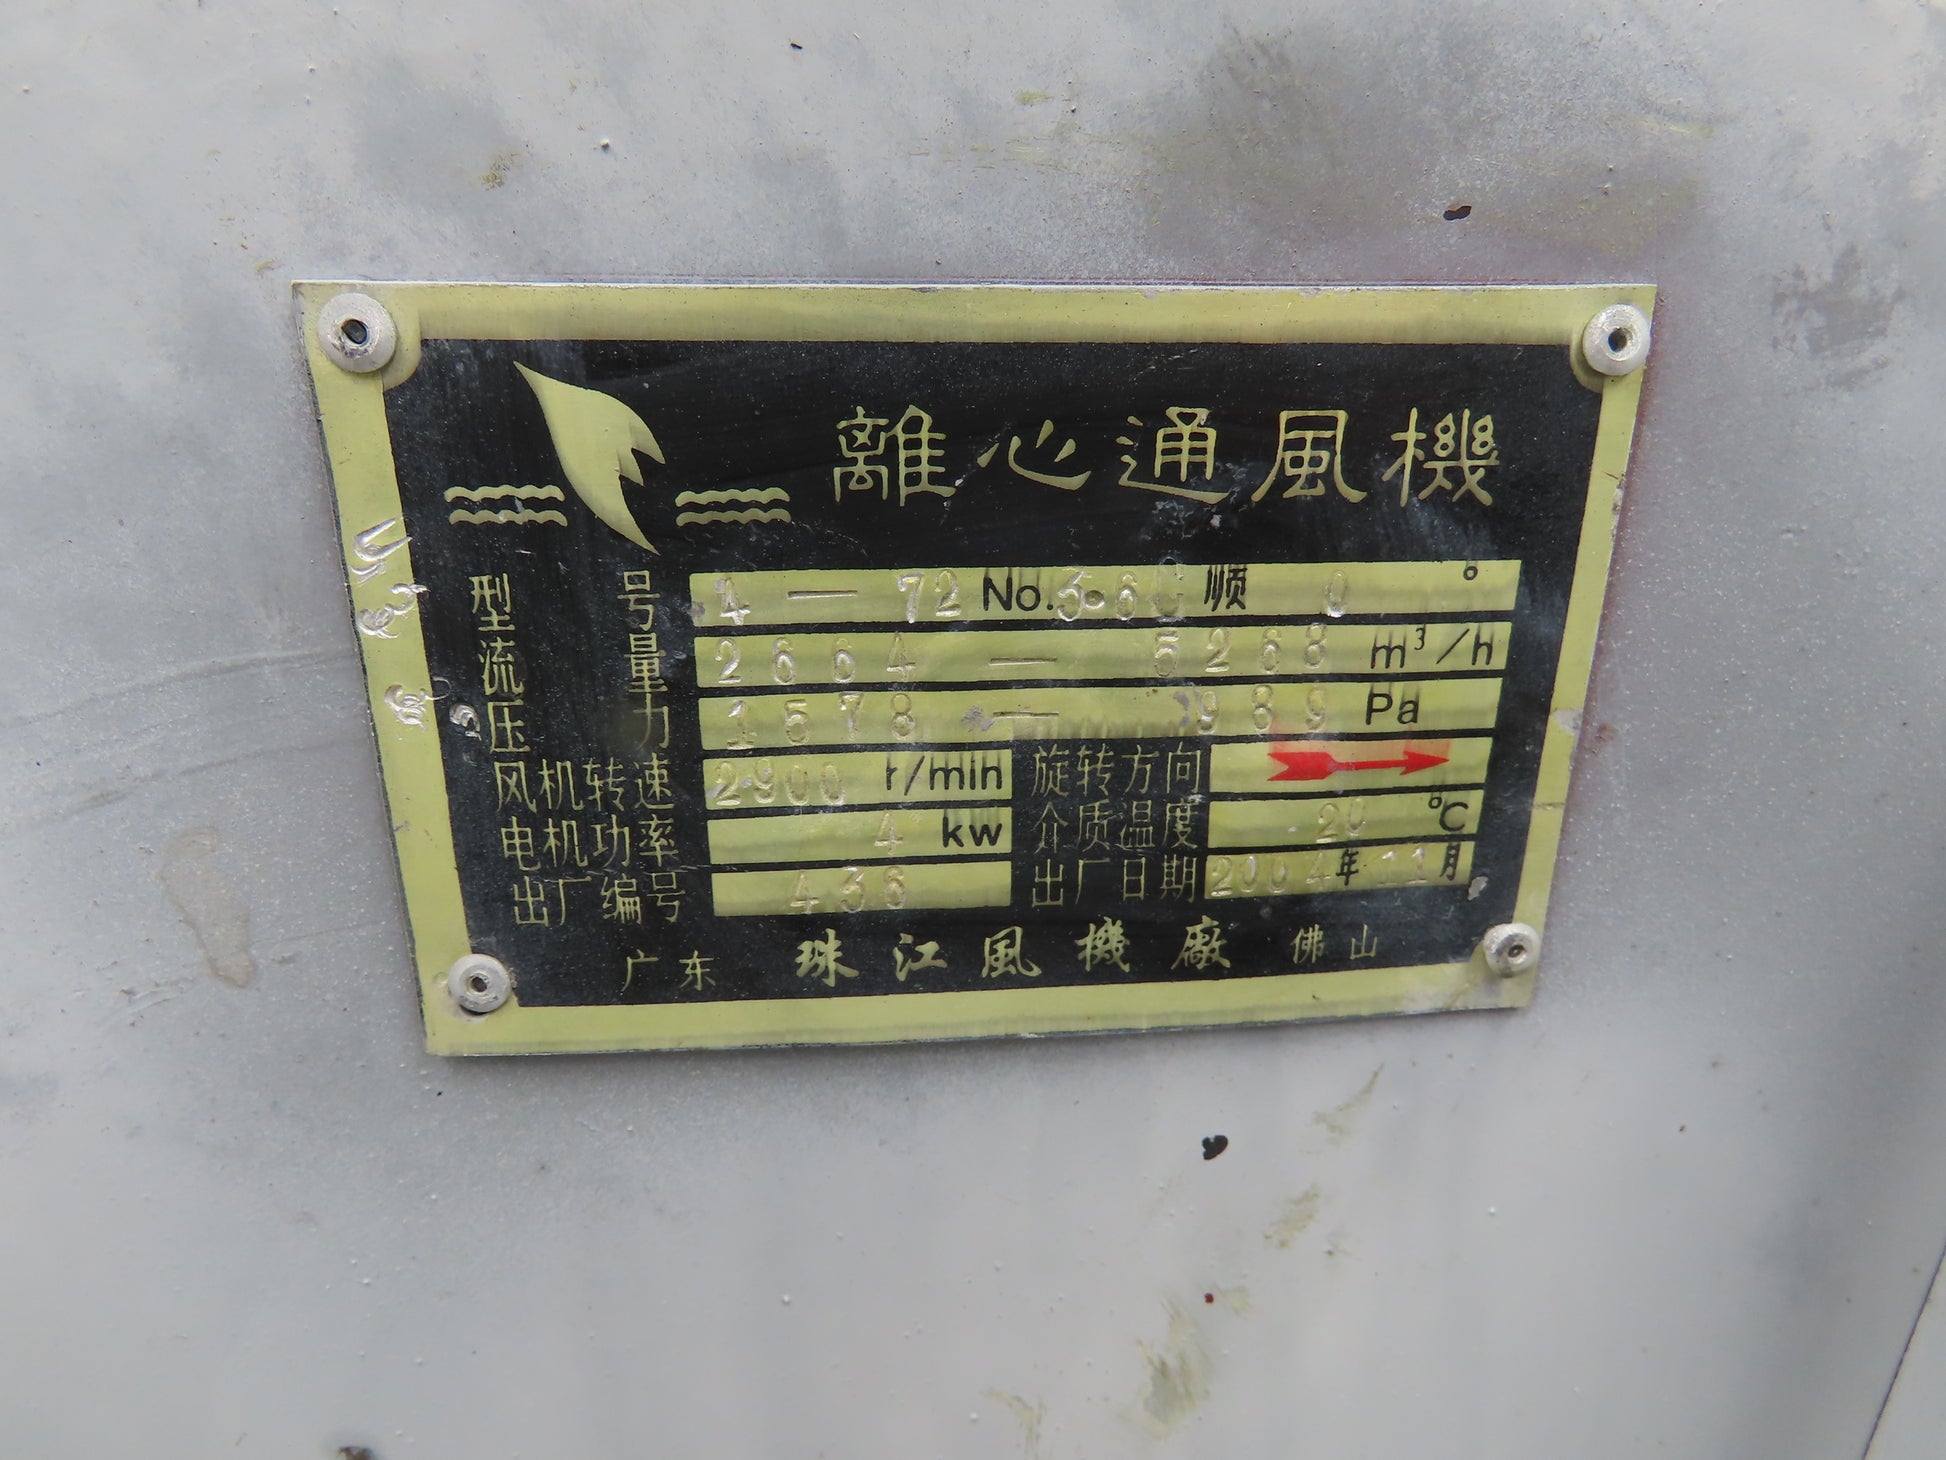 離心通風機
型号 4—72 No.3.6C 顺 0°
流量 2664—5268 m³/h
压力 1578—989 Pa
风机转速 2900 r/min 旋转方向
电机功率 4 kw 介质温度 20 °C
出厂编号 436 出厂日期 2004年11月
广东 珠江風機廠 佛山